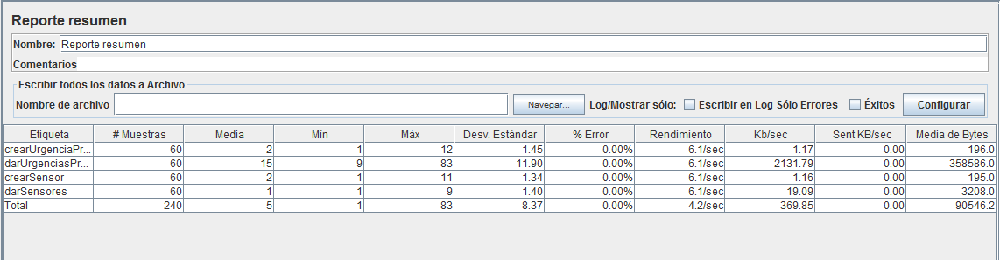 Reporte resumen
Nombre: Reporte resumen
Comentarios
Escribir todos los datos a Archivo
Nombre de archivo Navegar... Log/Mostrar sólo: Escribir en Log Sólo Errores Éxitos Configurar
Etiqueta # Muestras Media Mín Máx Desv. Estándar % Error Rendimiento Kb/sec Sent KB/sec Media de Bytes
crearUrgenciaPr... 60 2 1 12 1.45 0.00% 6.1/sec 1.17 0.00 196.0
darUrgenciasPr... 60 15 9 83 11.90 0.00% 6.1/sec 2131.79 0.00 358586.0
crearSensor 60 2 1 11 1.34 0.00% 6.1/sec 1.16 0.00 195.0
darSensores 60 1 1 9 1.40 0.00% 6.1/sec 19.09 0.00 3208.0
Total 240 5 1 83 8.37 0.00% 4.2/sec 369.85 0.00 90546.2